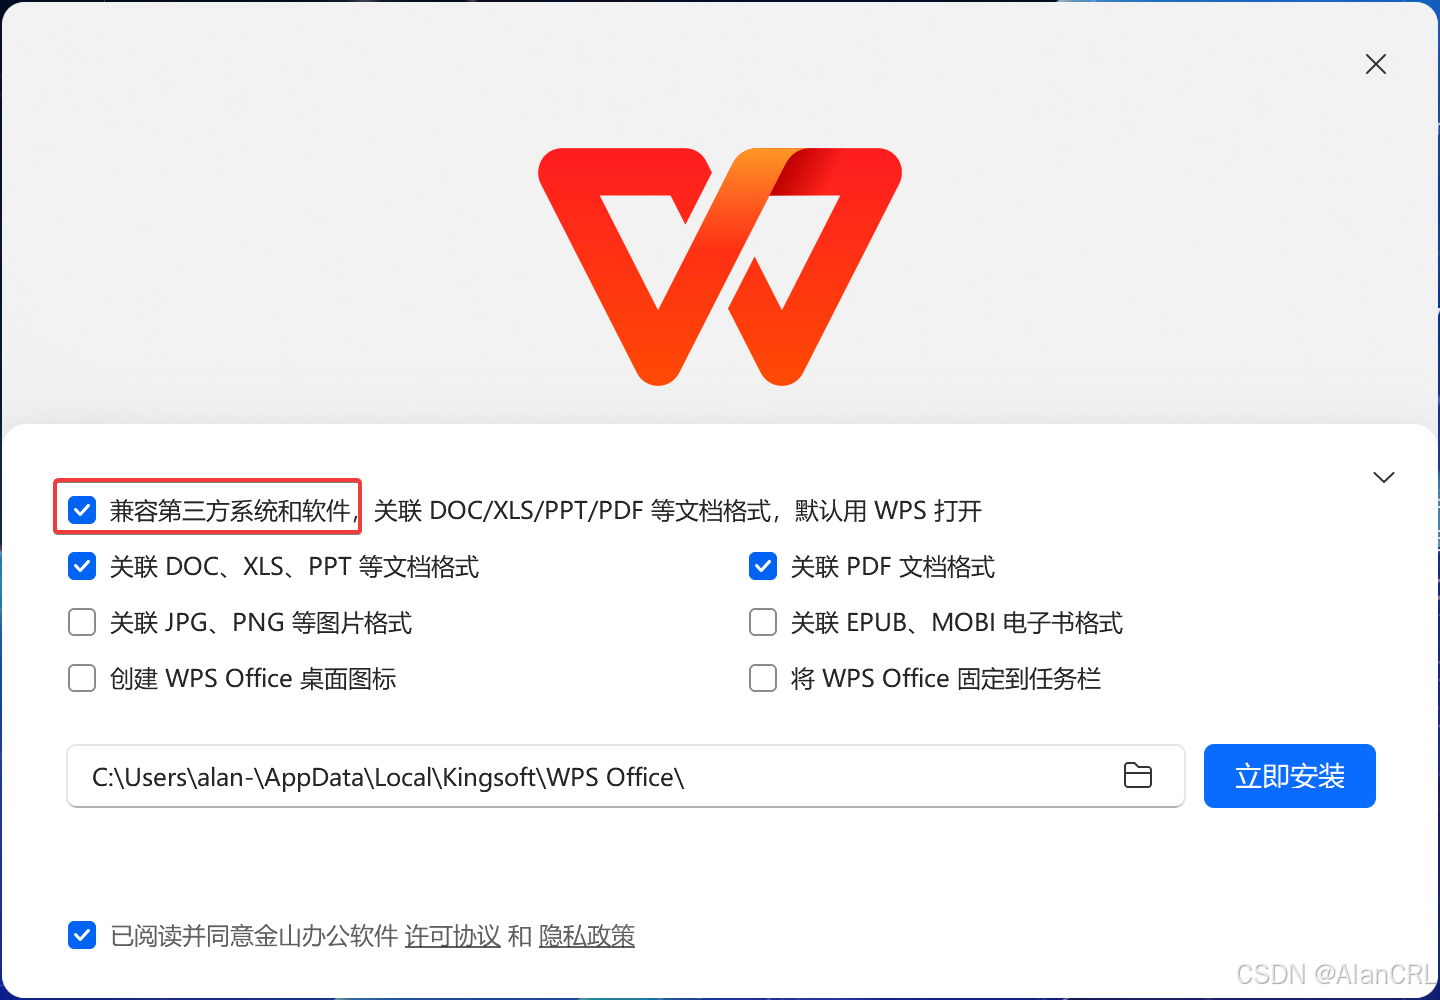 兼容第三方系统和软件，关联 DOC/XLS/PPT/PDF 等文档格式，默认用 WPS 打开
关联 DOC、XLS、PPT 等文档格式
关联 PDF 文档格式
关联 JPG、PNG 等图片格式
关联 EPUB、MOBI 电子书格式
创建 WPS Office 桌面图标
将 WPS Office 固定到任务栏
C:\Users\alan-\AppData\Local\Kingsoft\WPS Office\
立即安装
已阅读并同意金山办公软件 许可协议 和 隐私政策
CSDN @AlanCRL